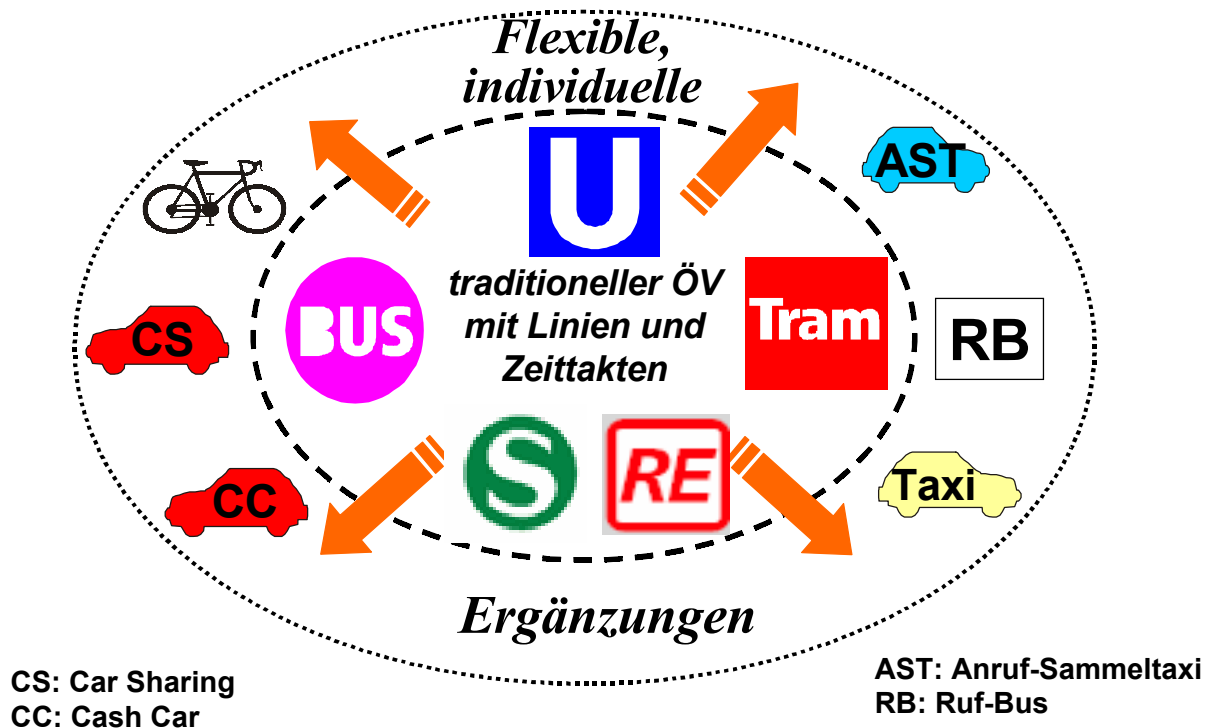 Flexible,
individuelle
AST
U
traditioneller ÖV
mit Linien und
Zeittakten
BUS
Tram
CS
RB
S
RE
CC
Taxi
Ergänzungen
CS: Car Sharing
CC: Cash Car
AST: Anruf-Sammeltaxi
RB: Ruf-Bus